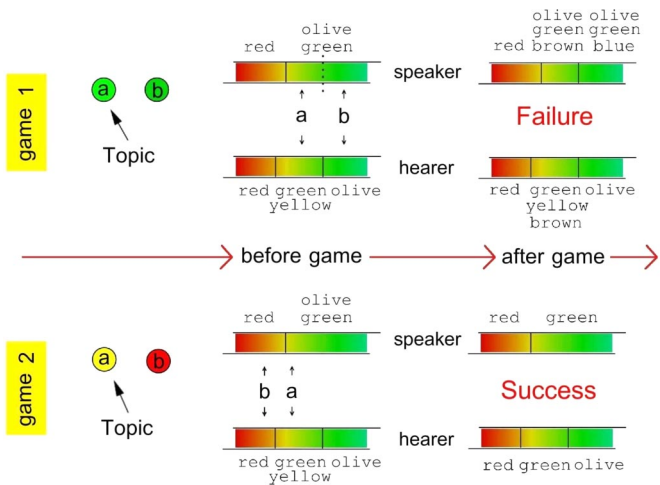 game 1
a b
Topic
red olive green
speaker
a b
hearer
red green yellow olive
red olive green brown olive green blue
Failure
red green yellow brown olive
before game
after game
game 2
a b
Topic
red olive green
speaker
b a
hearer
red green yellow olive
red green
Success
red green olive